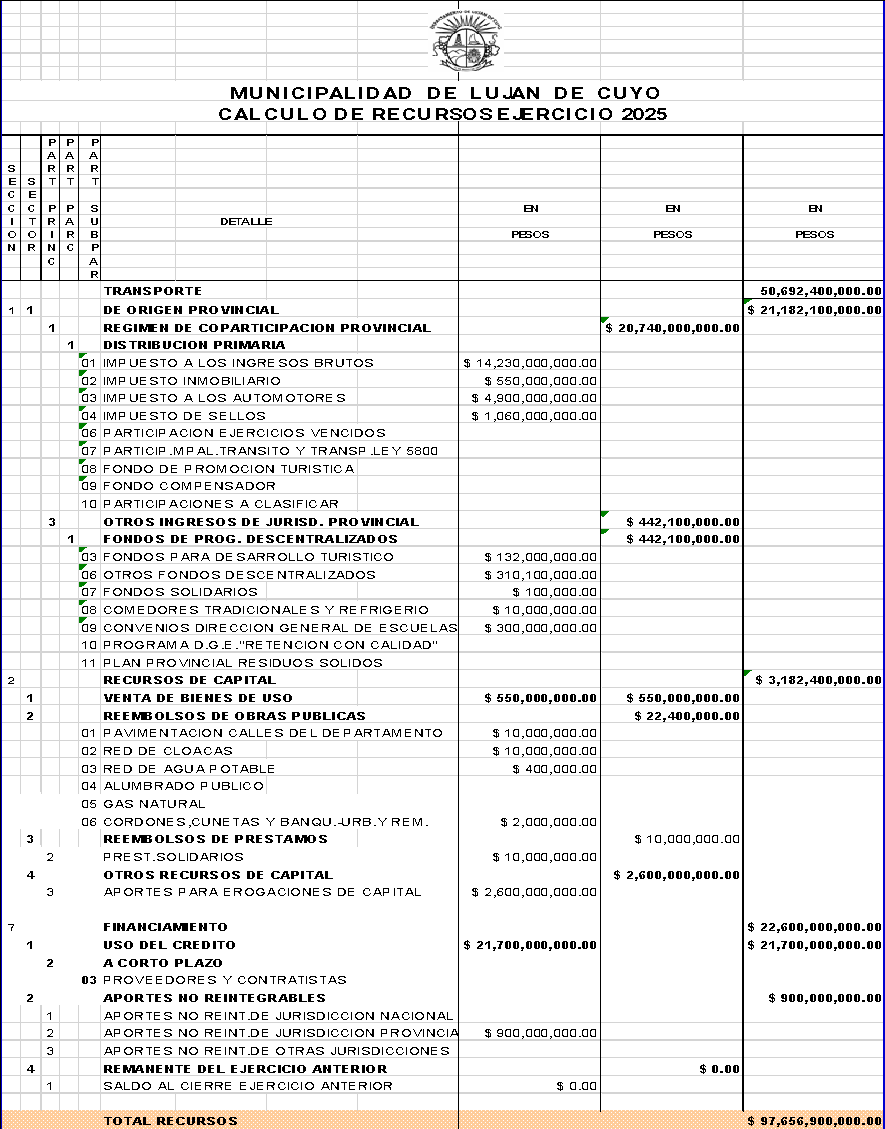 MUNICIPALIDAD DE LUJAN DE CUYO
CALCULO DE RECURSOS EJERCICIO 2025
SECCION SECTOR PART PRINC PART PARC PART SUBPAR DETALLE EN PESOS EN PESOS EN PESOS
TRANSPORTE 50,692,400,000.00
1 1 DE ORIGEN PROVINCIAL $ 21,182,100,000.00
1 REGIMEN DE COPARTICIPACION PROVINCIAL $ 20,740,000,000.00
1 DISTRIBUCION PRIMARIA
01 IMPUESTO A LOS INGRESOS BRUTOS $ 14,230,000,000.00
02 IMPUESTO INMOBILIARIO $ 550,000,000.00
03 IMPUESTO A LOS AUTOMOTORES $ 4,900,000,000.00
04 IMPUESTO DE SELLOS $ 1,060,000,000.00
06 PARTICIPACION EJERCICIOS VENCIDOS
07 PARTICIP.MPAL.TRANSITO Y TRANSP.LEY 5800
08 FONDO DE PROMOCION TURISTICA
09 FONDO COMPENSADOR
10 PARTICIPACIONES A CLASIFICAR
3 OTROS INGRESOS DE JURISD. PROVINCIAL $ 442,100,000.00
1 FONDOS DE PROG. DESCENTRALIZADOS $ 442,100,000.00
03 FONDOS PARA DESARROLLO TURISTICO $ 132,000,000.00
06 OTROS FONDOS DESCENTRALIZADOS $ 310,100,000.00
07 FONDOS SOLIDARIOS $ 100,000.00
08 COMEDORES TRADICIONALES Y REFRIGERIO $ 10,000,000.00
09 CONVENIOS DIRECCION GENERAL DE ESCUELAS $ 300,000,000.00
10 PROGRAMA D.G.E."RETENCION CON CALIDAD"
11 PLAN PROVINCIAL RESIDUOS SOLIDOS
2 RECURSOS DE CAPITAL $ 3,182,400,000.00
1 VENTA DE BIENES DE USO $ 550,000,000.00 $ 550,000,000.00
2 REEMBOLSOS DE OBRAS PUBLICAS $ 22,400,000.00
01 PAVIMENTACION CALLES DEL DEPARTAMENTO $ 10,000,000.00
02 RED DE CLOACAS $ 10,000,000.00
03 RED DE AGUA POTABLE $ 400,000.00
04 ALUMBRADO PUBLICO
05 GAS NATURAL
06 CORDONES,CUNETAS Y BANQU.-URB.Y REM. $ 2,000,000.00
3 REEMBOLSOS DE PRESTAMOS $ 10,000,000.00
2 PREST.SOLIDARIOS $ 10,000,000.00
4 OTROS RECURSOS DE CAPITAL $ 2,600,000,000.00
3 APORTES PARA EROGACIONES DE CAPITAL $ 2,600,000,000.00
7 FINANCIAMIENTO $ 22,600,000,000.00
1 USO DEL CREDITO $ 21,700,000,000.00 $ 21,700,000,000.00
2 A CORTO PLAZO
03 PROVEEDORES Y CONTRATISTAS
2 APORTES NO REINTEGRABLES $ 900,000,000.00
1 APORTES NO REINT.DE JURISDICCION NACIONAL
2 APORTES NO REINT.DE JURISDICCION PROVINCIA $ 900,000,000.00
3 APORTES NO REINT.DE OTRAS JURISDICCIONES
4 REMANENTE DEL EJERCICIO ANTERIOR $ 0.00
1 SALDO AL CIERRE EJERCICIO ANTERIOR $ 0.00
TOTAL RECURSOS $ 97,656,900,000.00